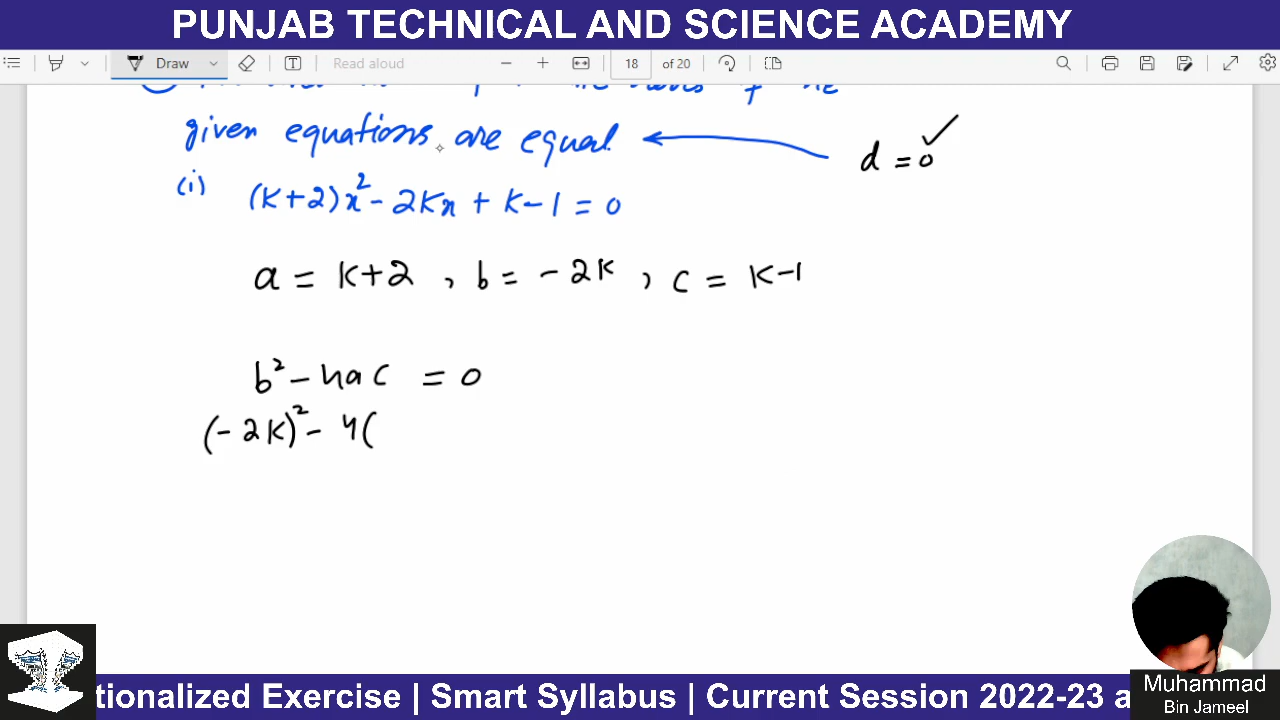 PUNJAB TECHNICAL AND SCIENCE ACADEMY
Draw Read aloud 18 of 20
given equations are equal
d = 0
(i) (K+2)x² - 2Kx + K - 1 = 0
a = K+2 , b = -2K , c = K-1
b² - 4ac = 0
(-2K)² - 4(
Muhammad
Bin Jameel
tionalized Exercise | Smart Syllabus | Current Session 2022-23 a